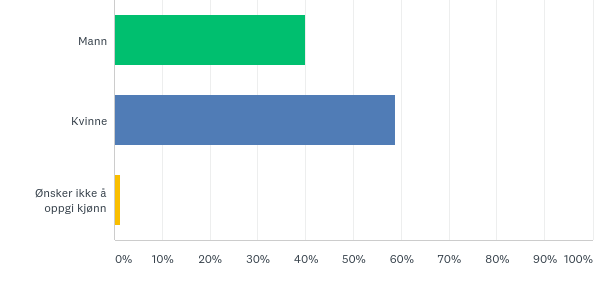 Mann
Kvinne
Ønsker ikke å
oppgi kjønn
0% 10% 20% 30% 40% 50% 60% 70% 80% 90% 100%